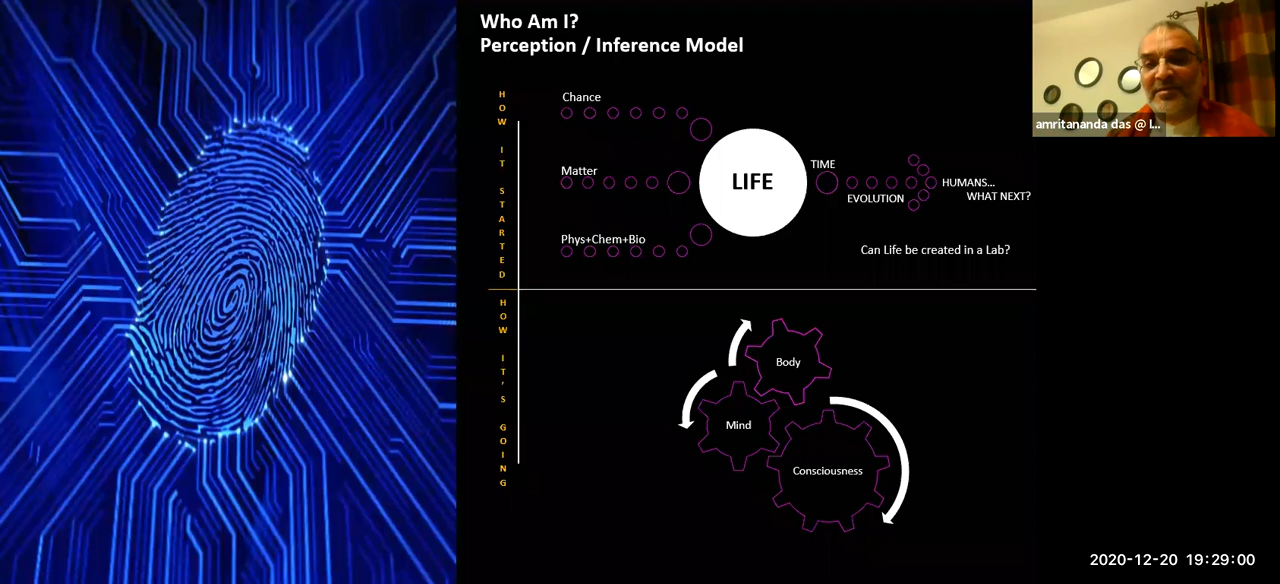 Who Am I?
Perception / Inference Model
HOW IT STARTED
Chance
Matter
Phys+Chem+Bio
LIFE
TIME
EVOLUTION
HUMANS...
WHAT NEXT?
Can Life be created in a Lab?
HOW IT'S GOING
Body
Mind
Consciousness
amritananda das @ I...
2020-12-20 19:29:00